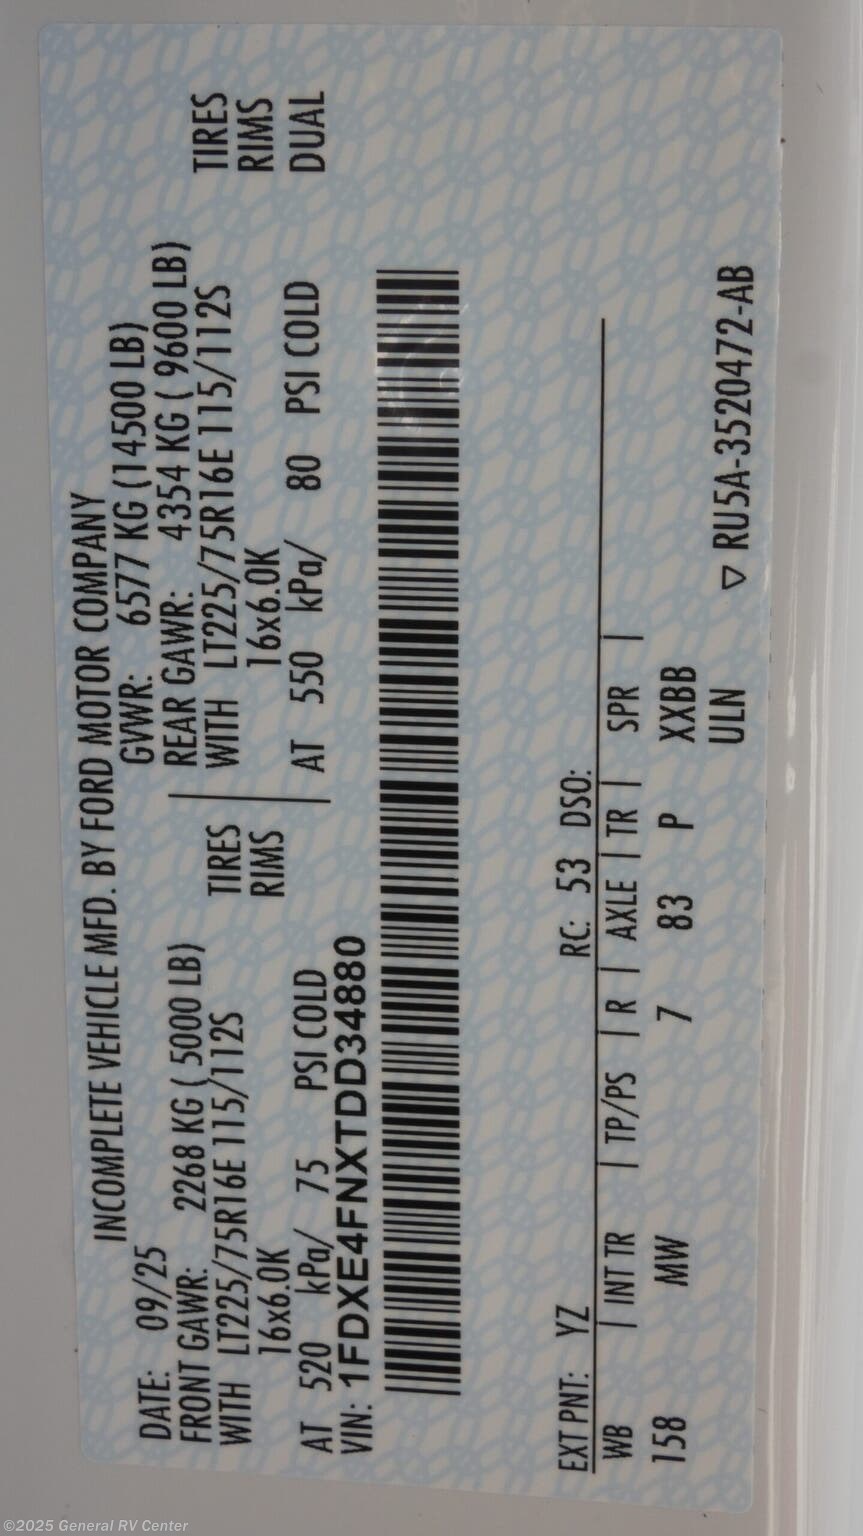 INCOMPLETE VEHICLE MFD. BY FORD MOTOR COMPANY
DATE: 09/25 GVWR: 6577 KG (14500 LB)
FRONT GAWR: 2268 KG ( 5000 LB) REAR GAWR: 4354 KG ( 9600 LB)
WITH LT225/75R16E 115/112S TIRES WITH LT225/75R16E 115/112S TIRES
16x6.0K RIMS 16x6.0K RIMS
AT 520 kPa/ 75 PSI COLD AT 550 kPa/ 80 PSI COLD DUAL
VIN: 1FDXE4FNXTDD34880
EXT PNT: YZ RC: 53 DSO:
WB | INT TR | TP/PS | R | AXLE | TR | SPR |
158 MW 7 83 P XXBB
ULN
▽ RU5A-3520472-AB
©2025 General RV Center